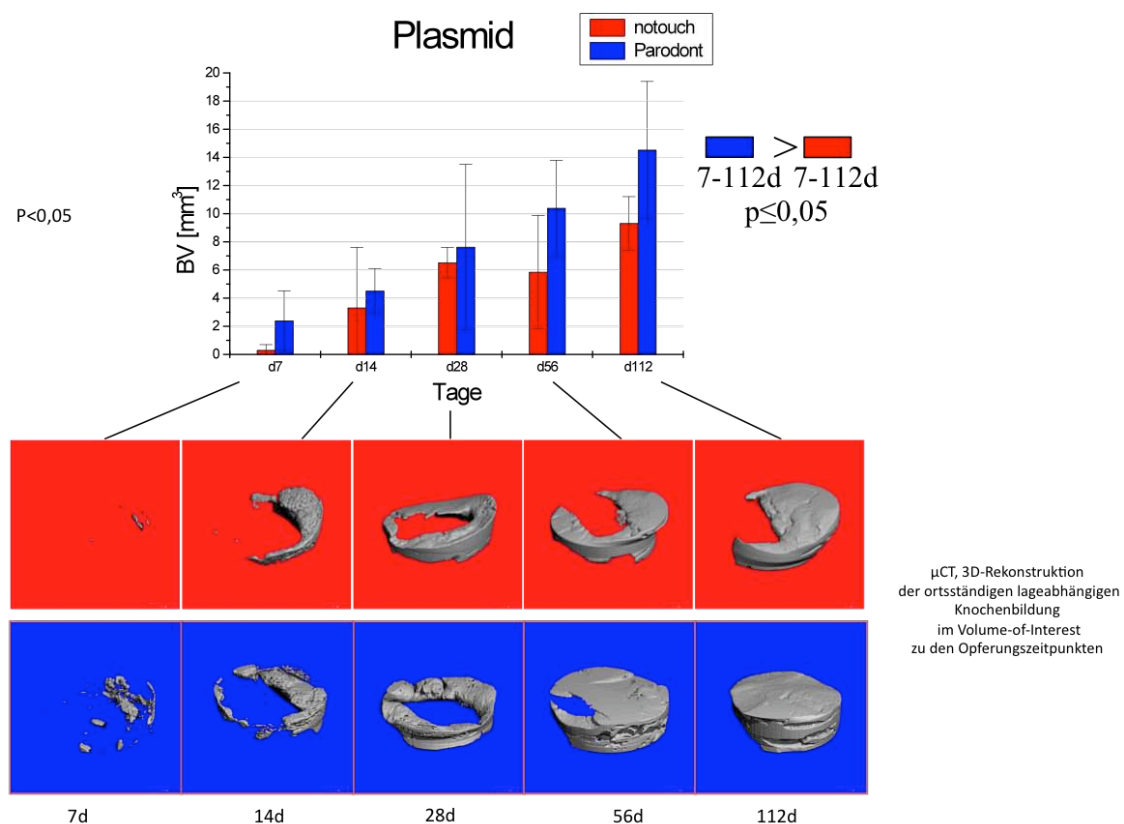 Plasmid
notouch
Parodont
20
18
16
14
12
10
8
6
4
2
0
BV [mm³]
P<0,05
d7 d14 d28 d56 d112
Tage
>
7-112d 7-112d
p≤0,05
µCT, 3D-Rekonstruktion
der ortsständigen lageabhängigen
Knochenbildung
im Volume-of-Interest
zu den Opferungszeitpunkten
7d 14d 28d 56d 112d